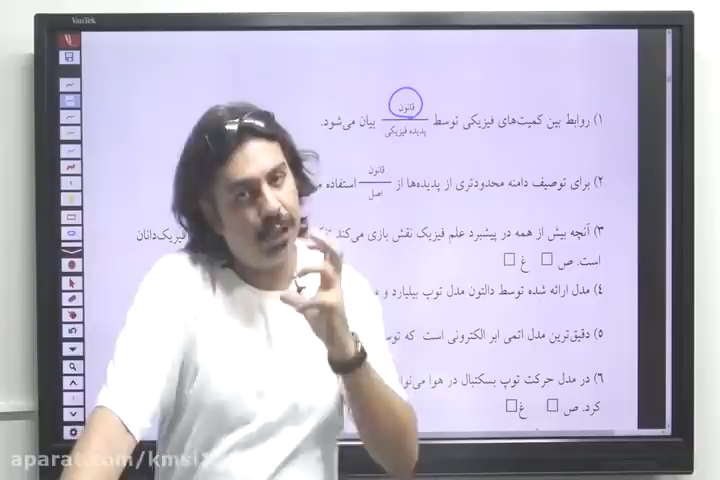 VanTek
قانون
۱) روابط بین کمیت‌های فیزیکی توسط بیان می‌شود.
پدیده فیزیکی
قانون
۲) برای توصیف دامنه محدودتری از پدیده‌ها از استفاده
اصل
۳) آنچه بیش از همه در پیشبرد علم فیزیک نقش بازی می‌کند فیزیک‌دانان
است. ص □ غ □
۴) مدل ارائه شده توسط دالتون مدل توپ بیلیارد و
۵) دقیق‌ترین مدل اتمی ابر الکترونی است که
۶) در مدل حرکت توپ بسکتبال در هوا
کرد. ص □ غ □
aparat.com/kmsi